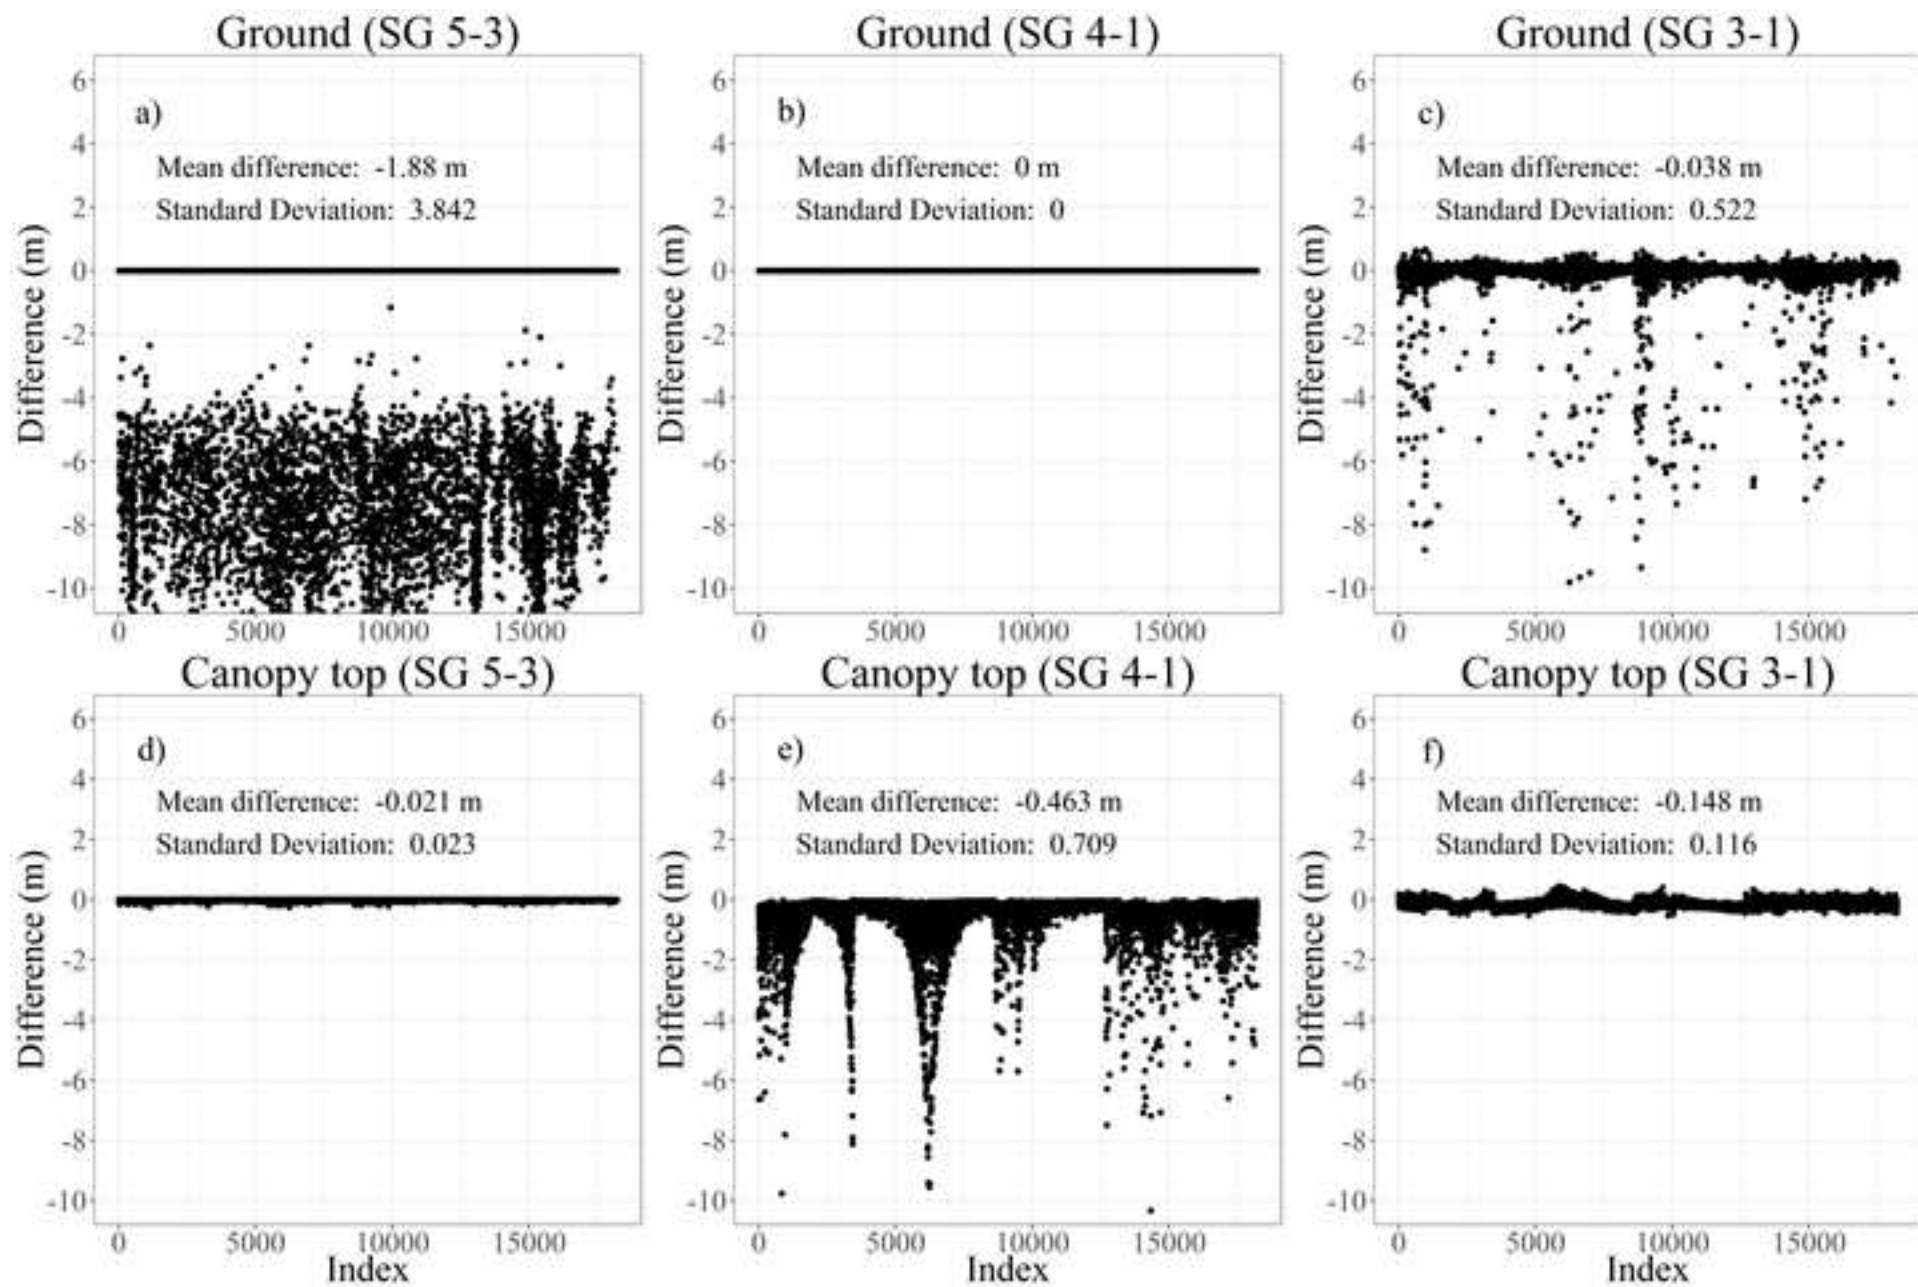 Ground (SG 5-3)
Ground (SG 4-1)
Ground (SG 3-1)
a)
Mean difference: -1.88 m
Standard Deviation: 3.842
b)
Mean difference: 0 m
Standard Deviation: 0
c)
Mean difference: -0.038 m
Standard Deviation: 0.522
Difference (m)
6
4
2
0
-2
-4
-6
-8
-10
0 5000 10000 15000
Difference (m)
6
4
2
0
-2
-4
-6
-8
-10
0 5000 10000 15000
Difference (m)
6
4
2
0
-2
-4
-6
-8
-10
0 5000 10000 15000
Canopy top (SG 5-3)
Canopy top (SG 4-1)
Canopy top (SG 3-1)
d)
Mean difference: -0.021 m
Standard Deviation: 0.023
e)
Mean difference: -0.463 m
Standard Deviation: 0.709
f)
Mean difference: -0.148 m
Standard Deviation: 0.116
Difference (m)
6
4
2
0
-2
-4
-6
-8
-10
0 5000 10000 15000
Index
Difference (m)
6
4
2
0
-2
-4
-6
-8
-10
0 5000 10000 15000
Index
Difference (m)
6
4
2
0
-2
-4
-6
-8
-10
0 5000 10000 15000
Index